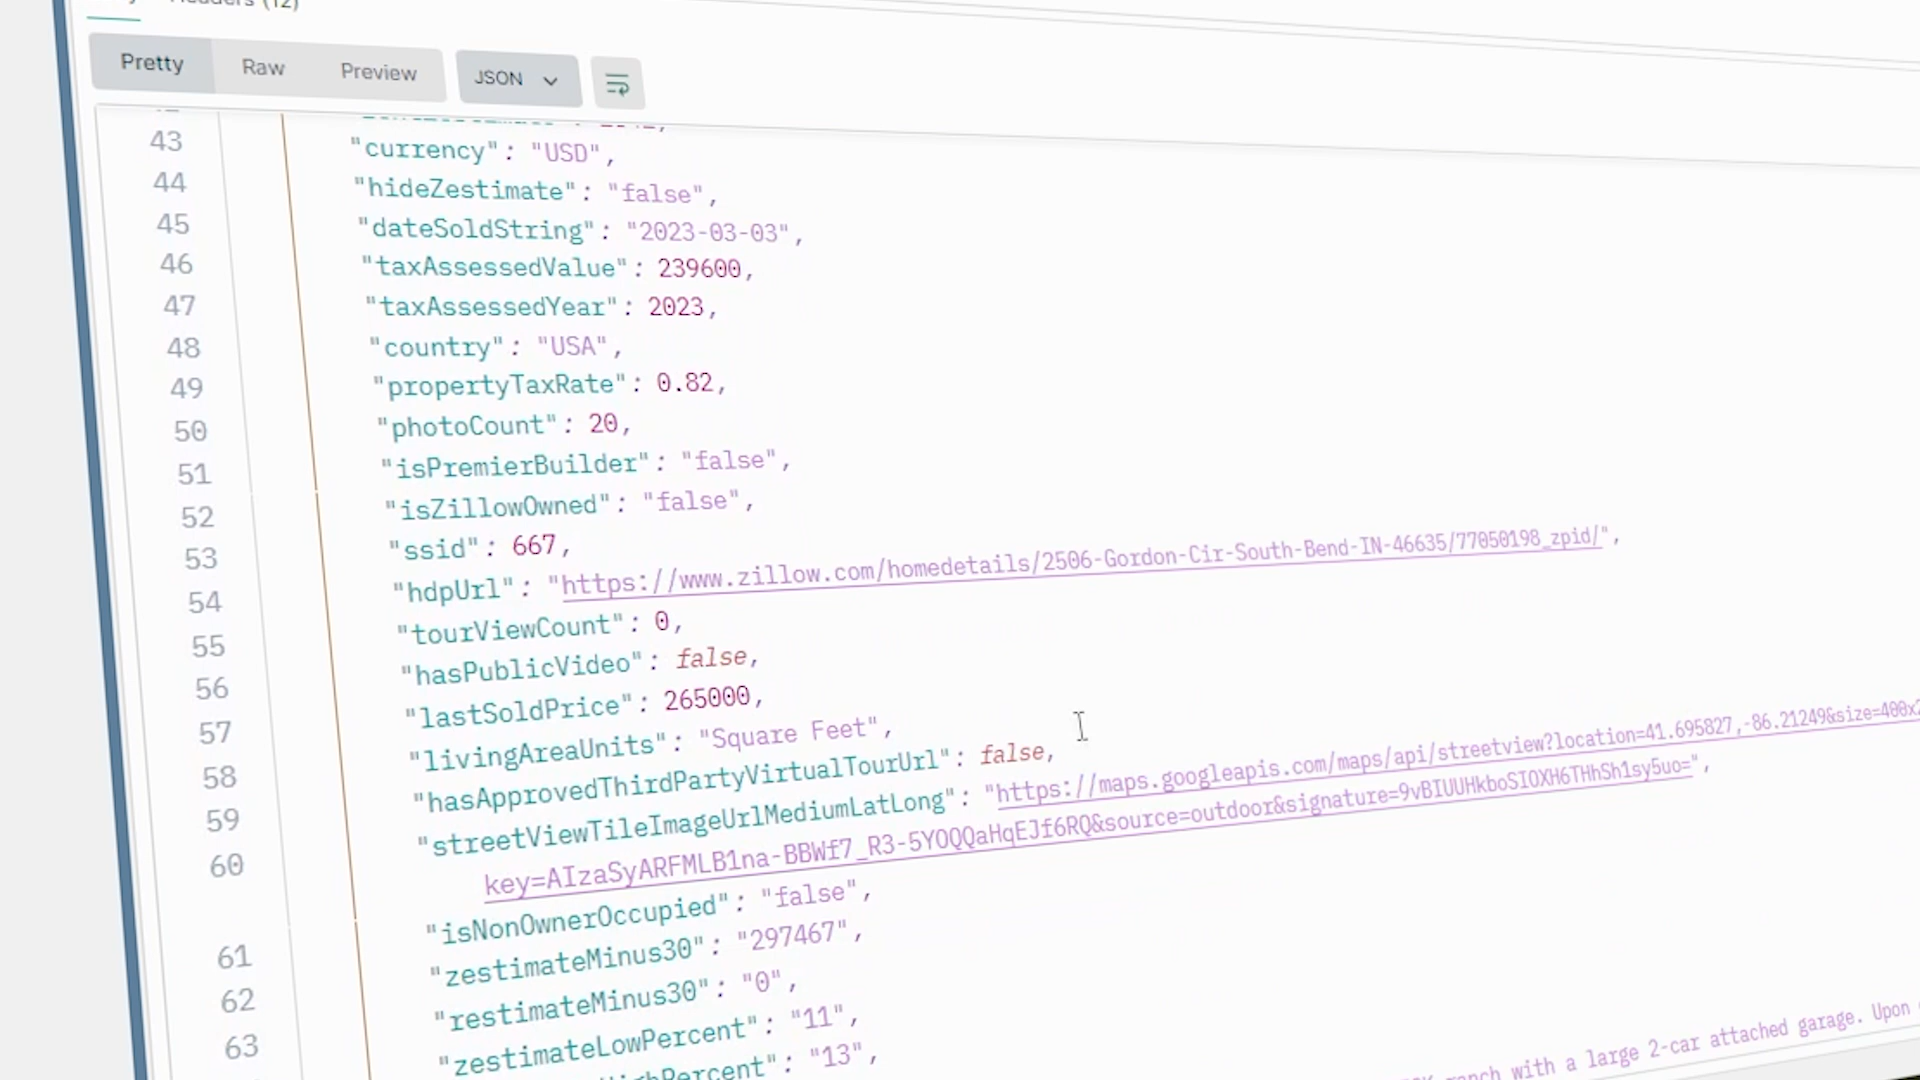 Headers (12)
Pretty Raw Preview JSON
43 "currency": "USD",
44 "hideZestimate": "false",
45 "dateSoldString": "2023-03-03",
46 "taxAssessedValue": 239600,
47 "taxAssessedYear": 2023,
48 "country": "USA",
49 "propertyTaxRate": 0.82,
50 "photoCount": 20,
51 "isPremierBuilder": "false",
52 "isZillowOwned": "false",
53 "ssid": 667,
54 "hdpUrl": "https://www.zillow.com/homedetails/2506-Gordon-Cir-South-Bend-IN-46635/77050198_zpid/",
55 "tourViewCount": 0,
56 "hasPublicVideo": false,
57 "lastSoldPrice": 265000,
58 "livingAreaUnits": "Square Feet",
59 "hasApprovedThirdPartyVirtualTourUrl": false,
60 "streetViewTileImageUrlMediumLatLong": "https://maps.googleapis.com/maps/api/streetview?location=41.695827,-86.21249&size=400x
key=AIzaSyARFMLB1na-BBWf7_R3-5YOQQaHqEJf6RQ&source=outdoor&signature=9vBIUUHkboSIOXH6THhSh1sy5uo=",
61 "isNonOwnerOccupied": "false",
62 "zestimateMinus30": "297467",
63 "restimateMinus30": "0",
"zestimateLowPercent": "11",
"13",
ranch with a large 2-car attached garage. Upon